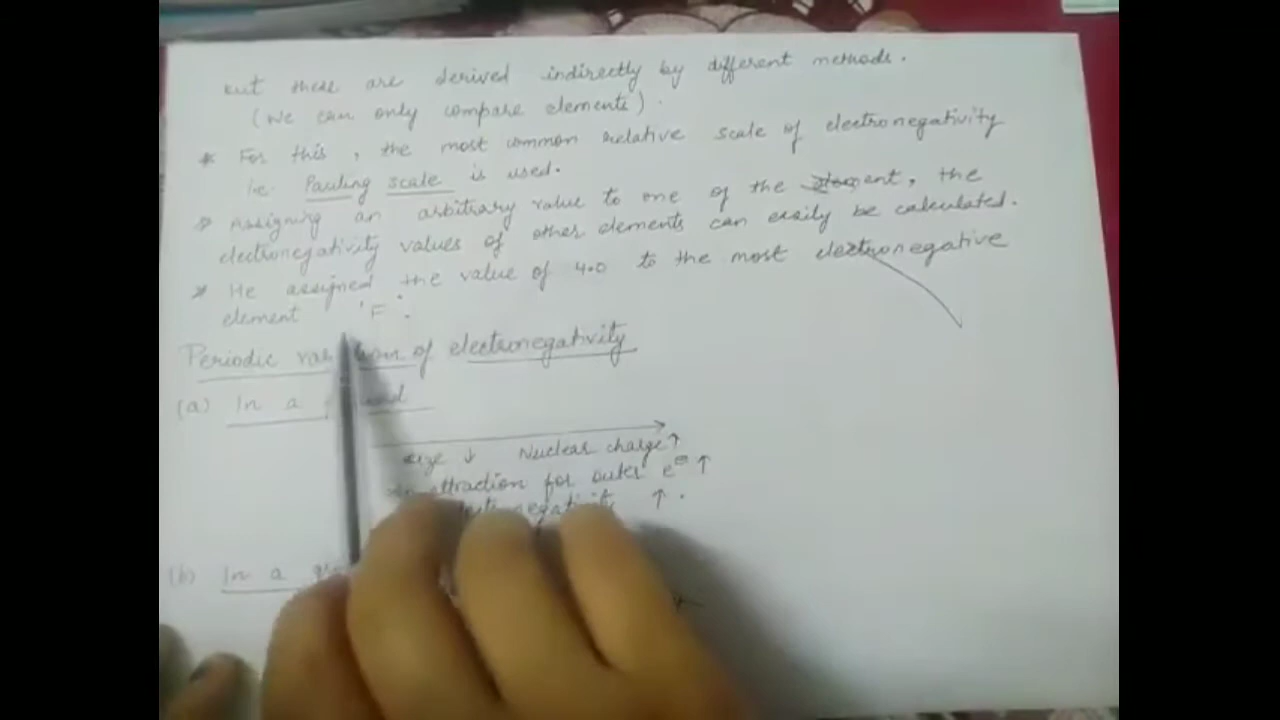 but these are derived indirectly by different methods.
(We can only compare elements).
* For this, the most common relative scale of electronegativity
i.e. Pauling scale is used.
* Assigning an arbitrary value to one of the element, the
electronegativity values of other elements can easily be calculated.
* He assigned the value of 4.0 to the most electronegative
element 'F'.
Periodic variation of electronegativity
(a) In a
size ↓ Nuclear charge ↑
attraction for outer e⊖ ↑
electronegativity ↑.
(b) In a